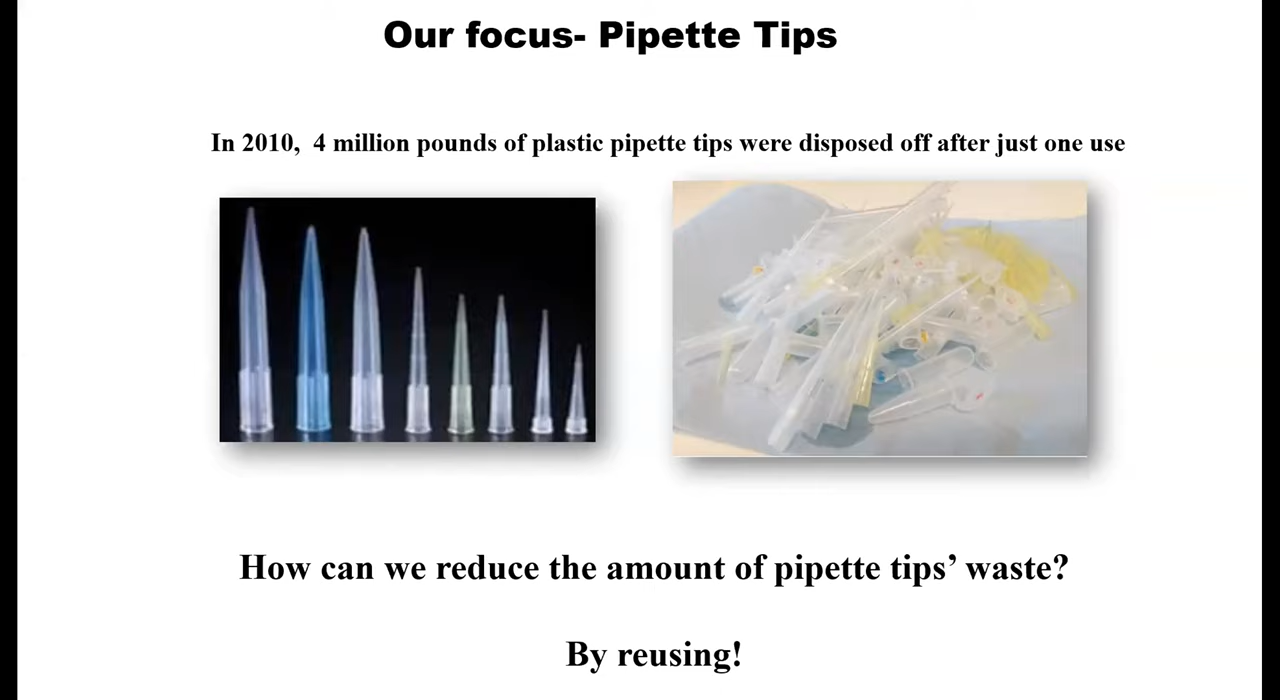 Our focus- Pipette Tips
In 2010, 4 million pounds of plastic pipette tips were disposed off after just one use
How can we reduce the amount of pipette tips’ waste?
By reusing!